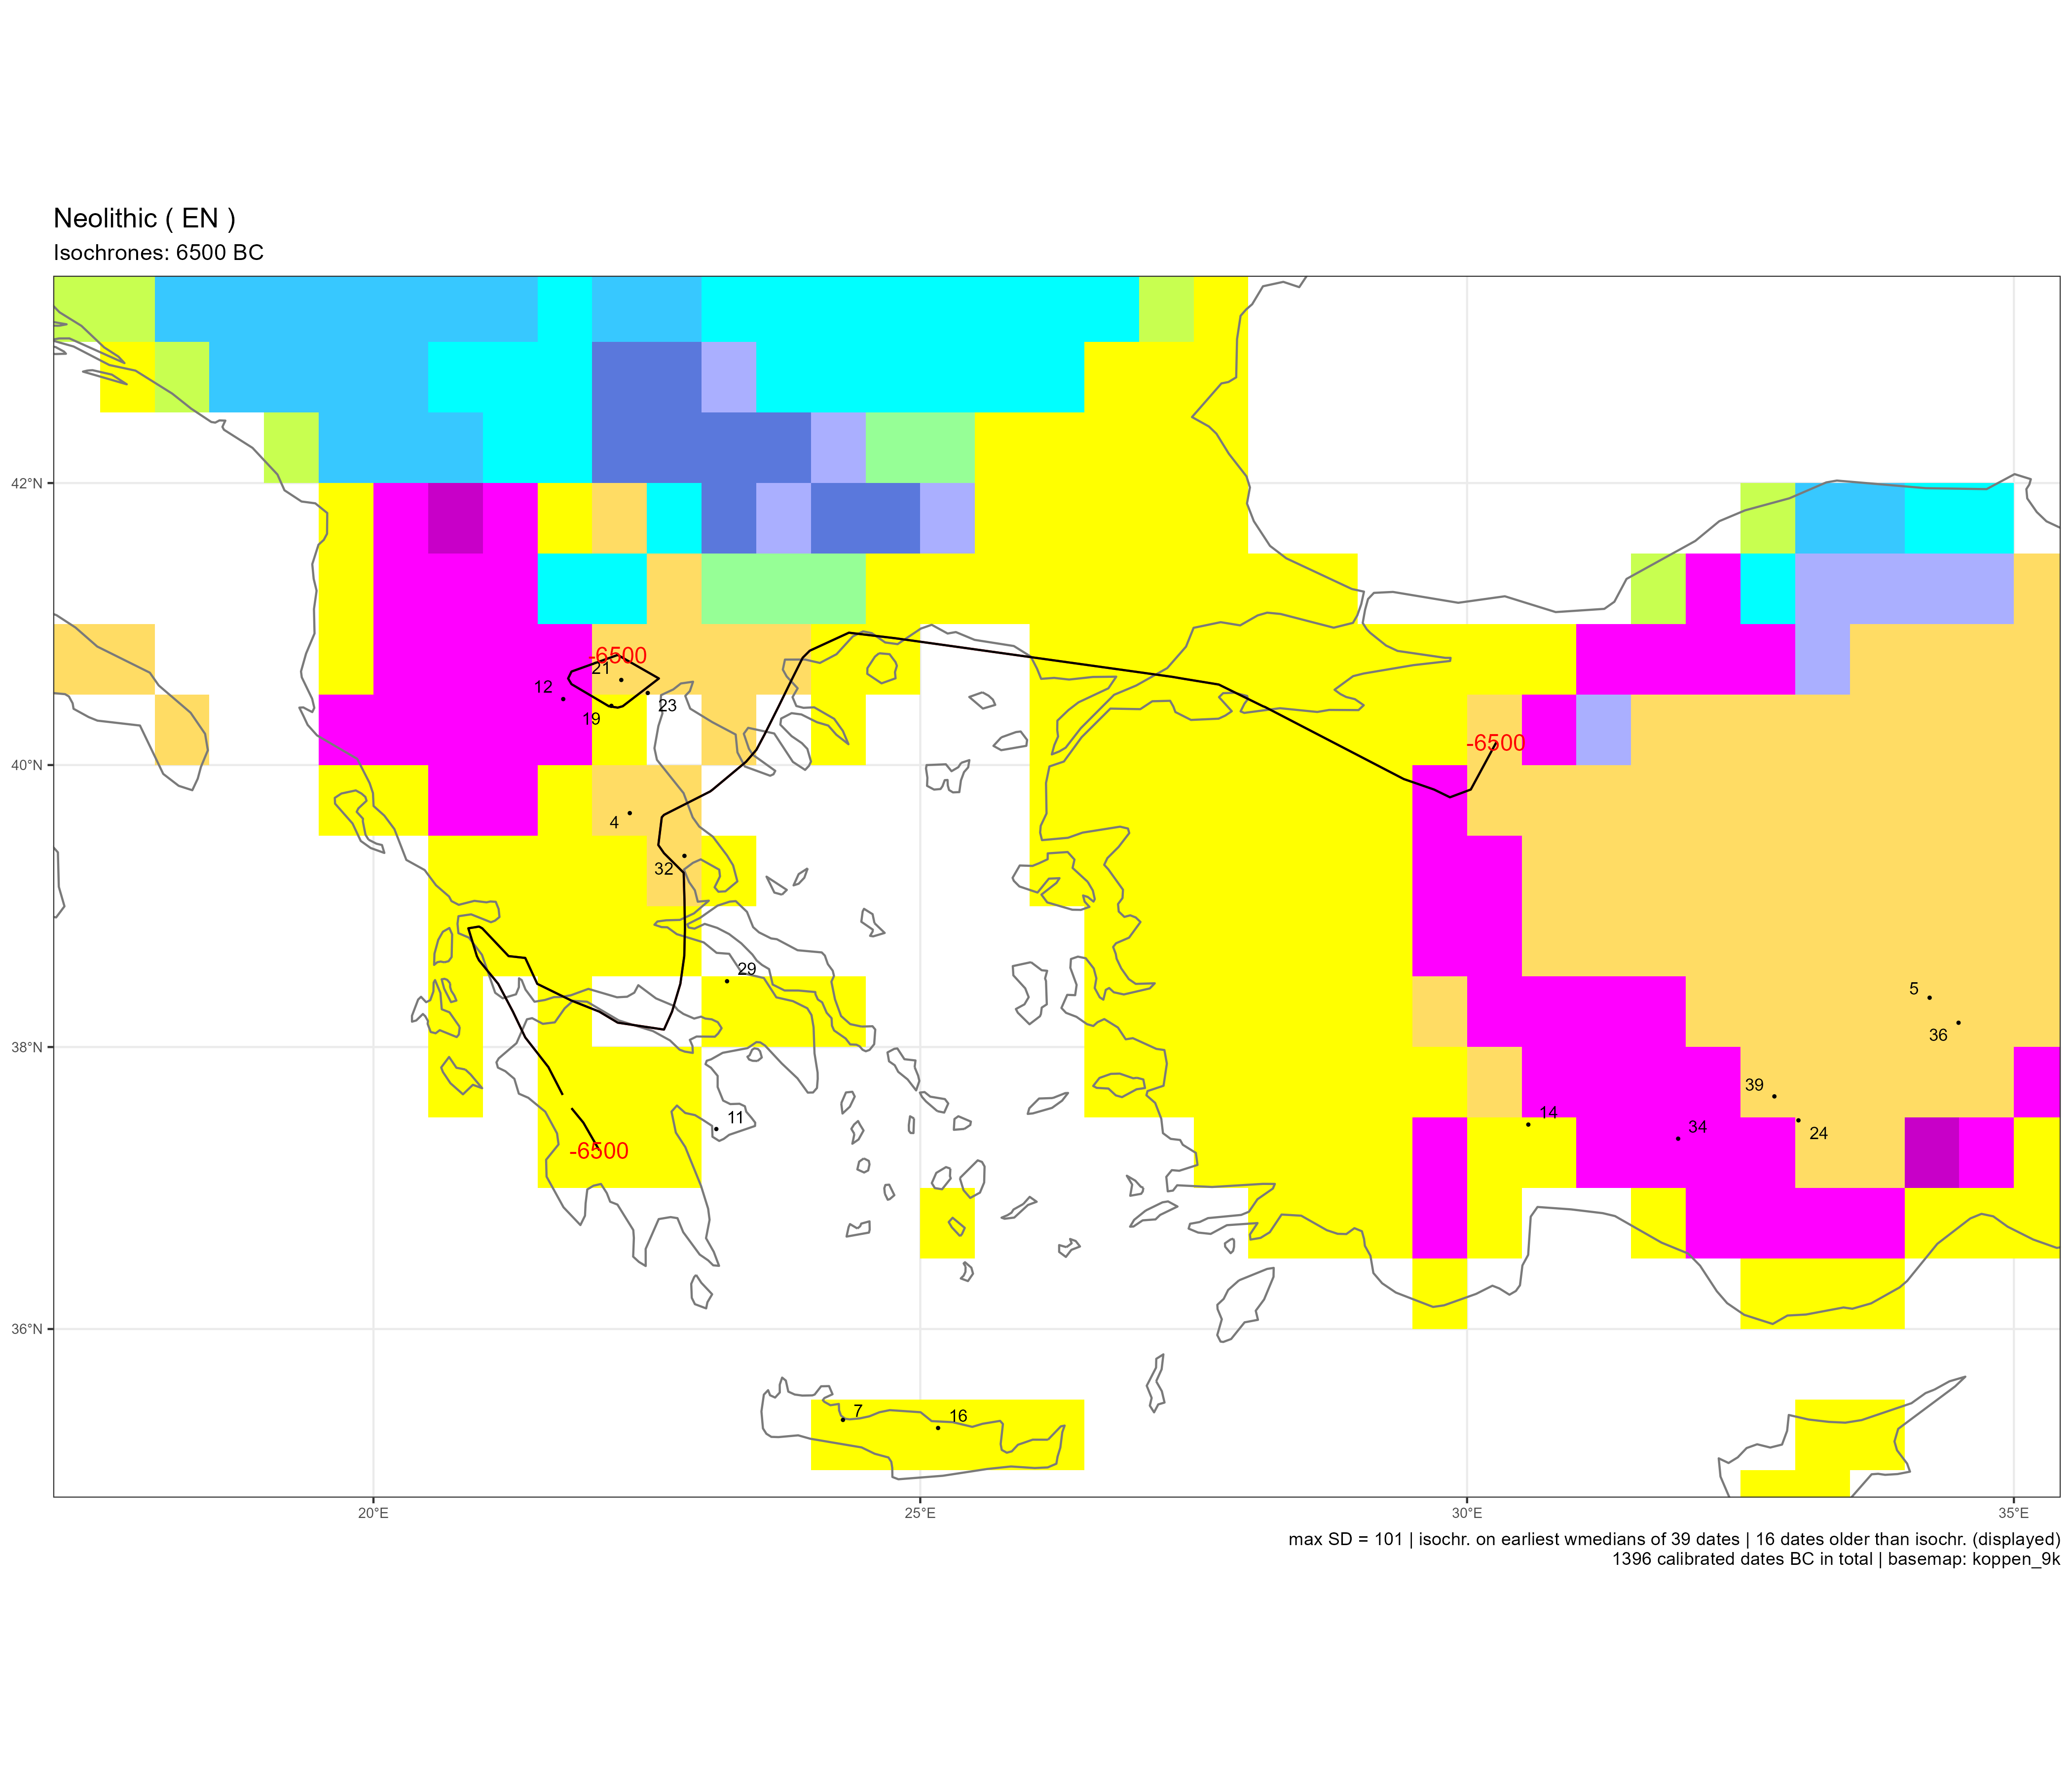 Neolithic ( EN )
Isochrones: 6500 BC
42°N
40°N
38°N
36°N
-6500
21
12
23
19
-6500
4
32
29
5
36
39
14
34
24
11
-6500
7
16
20°E
25°E
30°E
35°E
max SD = 101 | isochr. on earliest wmedians of 39 dates | 16 dates older than isochr. (displayed)
1396 calibrated dates BC in total | basemap: koppen_9k